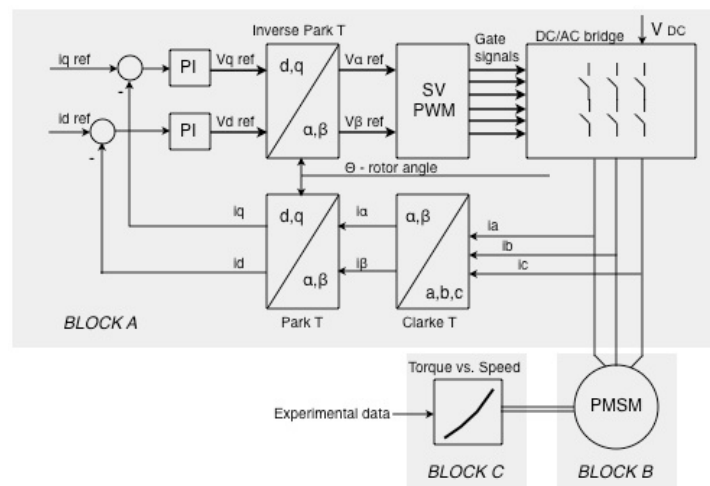 Inverse Park T
iq ref
PI
Vq ref
d,q
Vα ref
Gate
signals
DC/AC bridge
V DC
-
SV
PWM
id ref
-
PI
Vd ref
α,β
Vβ ref
Θ - rotor angle
iq
d,q
iα
α,β
ia
ib
id
α,β
iβ
a,b,c
ic
BLOCK A
Park T
Clarke T
Torque vs. Speed
Experimental data
PMSM
BLOCK C
BLOCK B